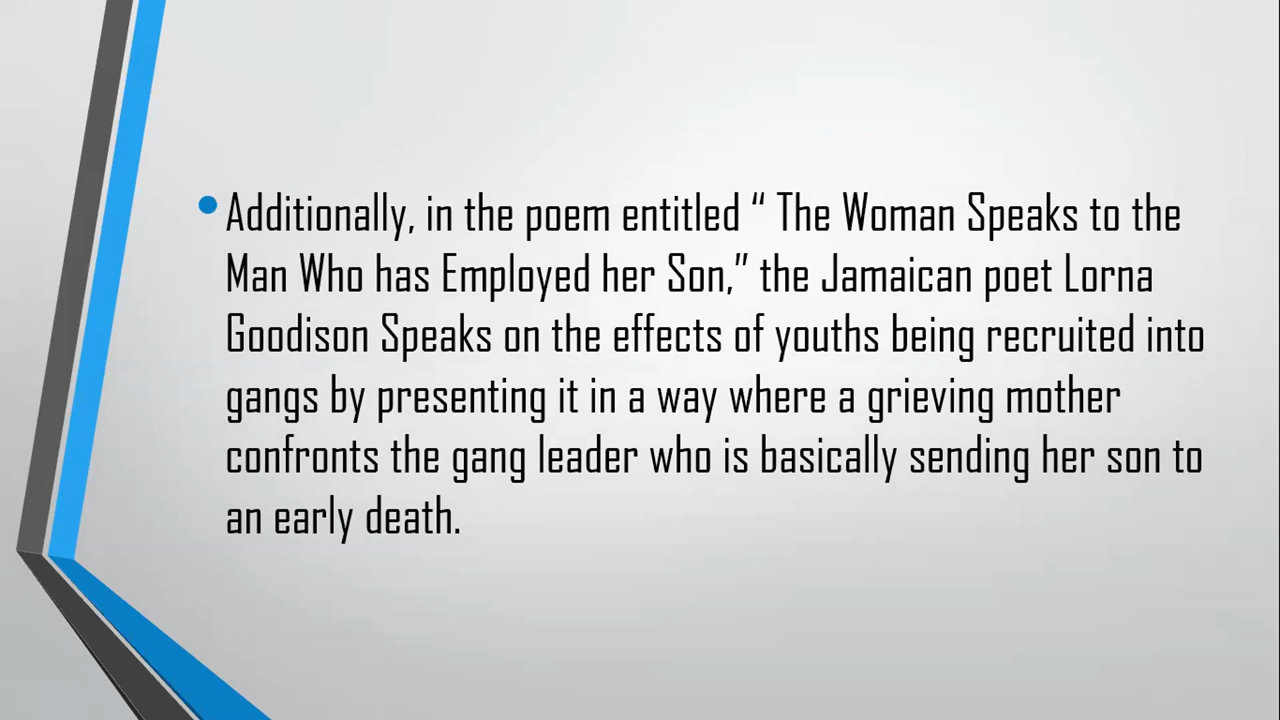 Additionally, in the poem entitled “ The Woman Speaks to the
Man Who has Employed her Son,” the Jamaican poet Lorna
Goodison Speaks on the effects of youths being recruited into
gangs by presenting it in a way where a grieving mother
confronts the gang leader who is basically sending her son to
an early death.